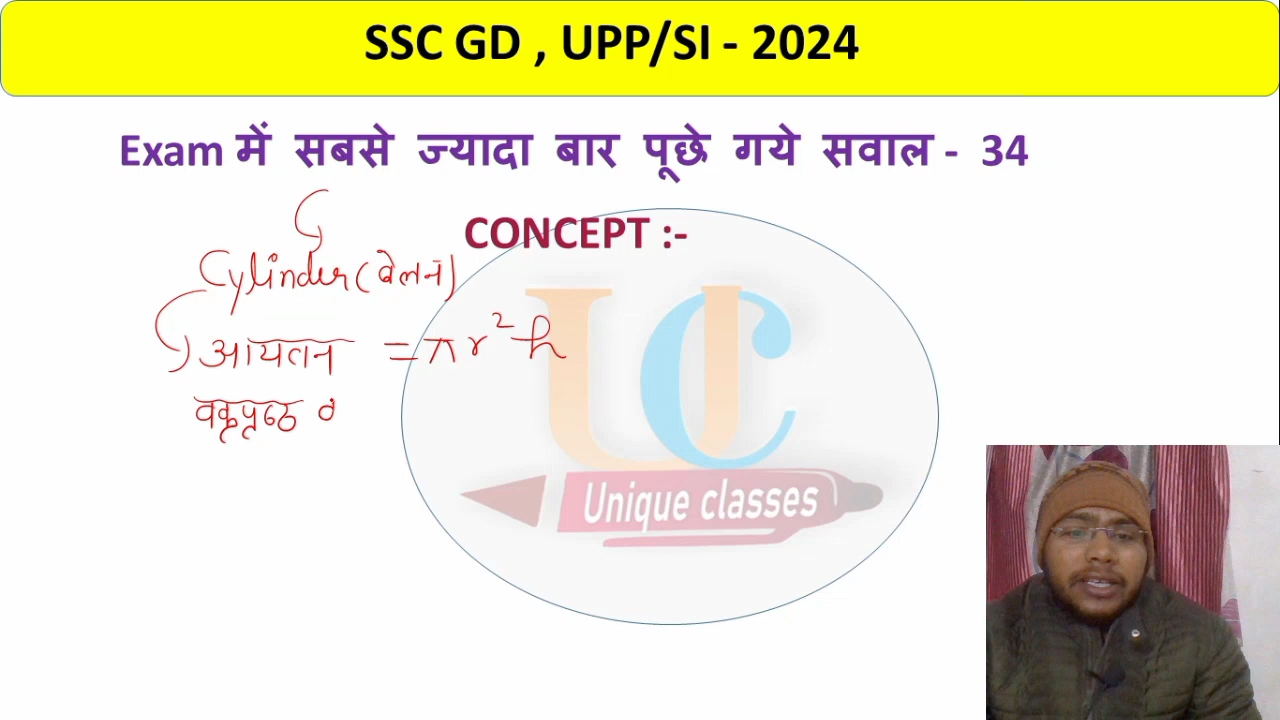 SSC GD , UPP/SI - 2024
Exam में सबसे ज्यादा बार पूछे गये सवाल - 34
CONCEPT :-
Cylinder (बेलन)
आयतन = πr²h
वक्रपृष्ठ व
UC
Unique classes